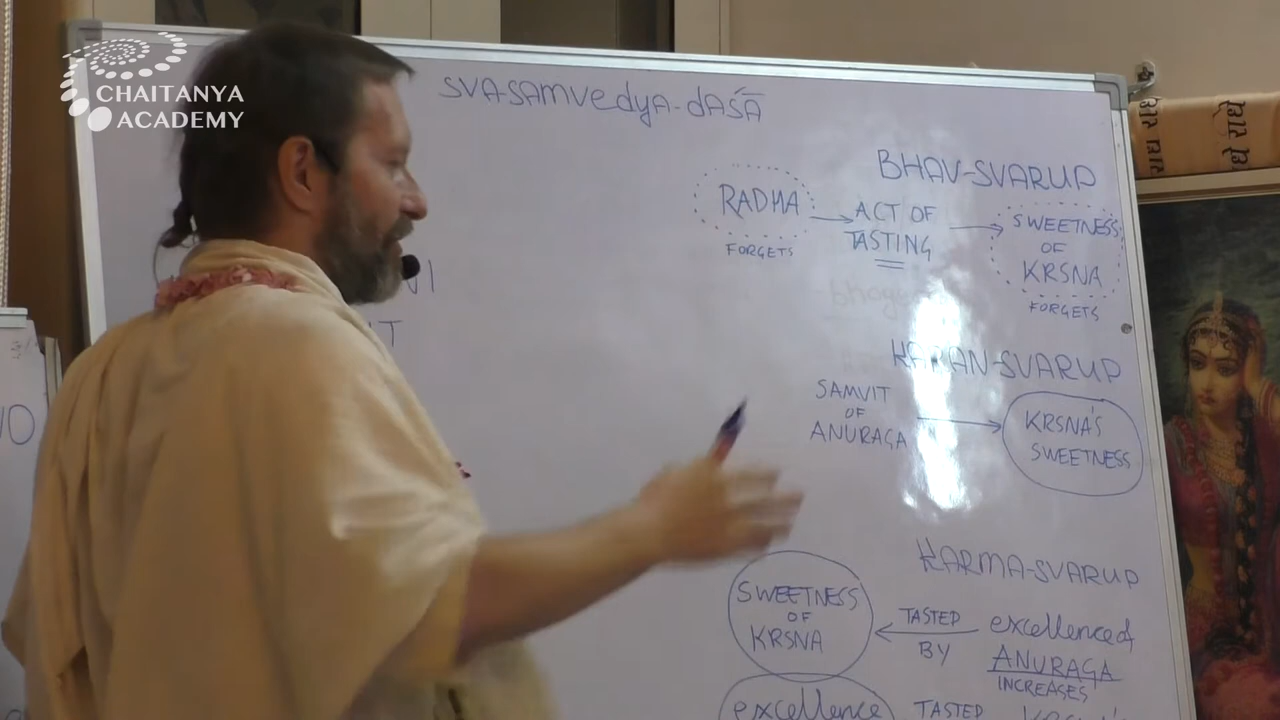 CHAITANYA
ACADEMY
SVA-SAMVEDYA-DAŚĀ
BHAV-SVARUP
RADHA
FORGETS
ACT OF
TASTING
SWEETNESS
OF
KRSNA
FORGETS
KARAN-SVARUP
SAMVIT
OF
ANURAGA
KRSNA'S
SWEETNESS
KARMA-SVARUP
SWEETNESS
OF
KRSNA
TASTED
BY
excellence of
ANURAGA
INCREASES
excellence
TASTED